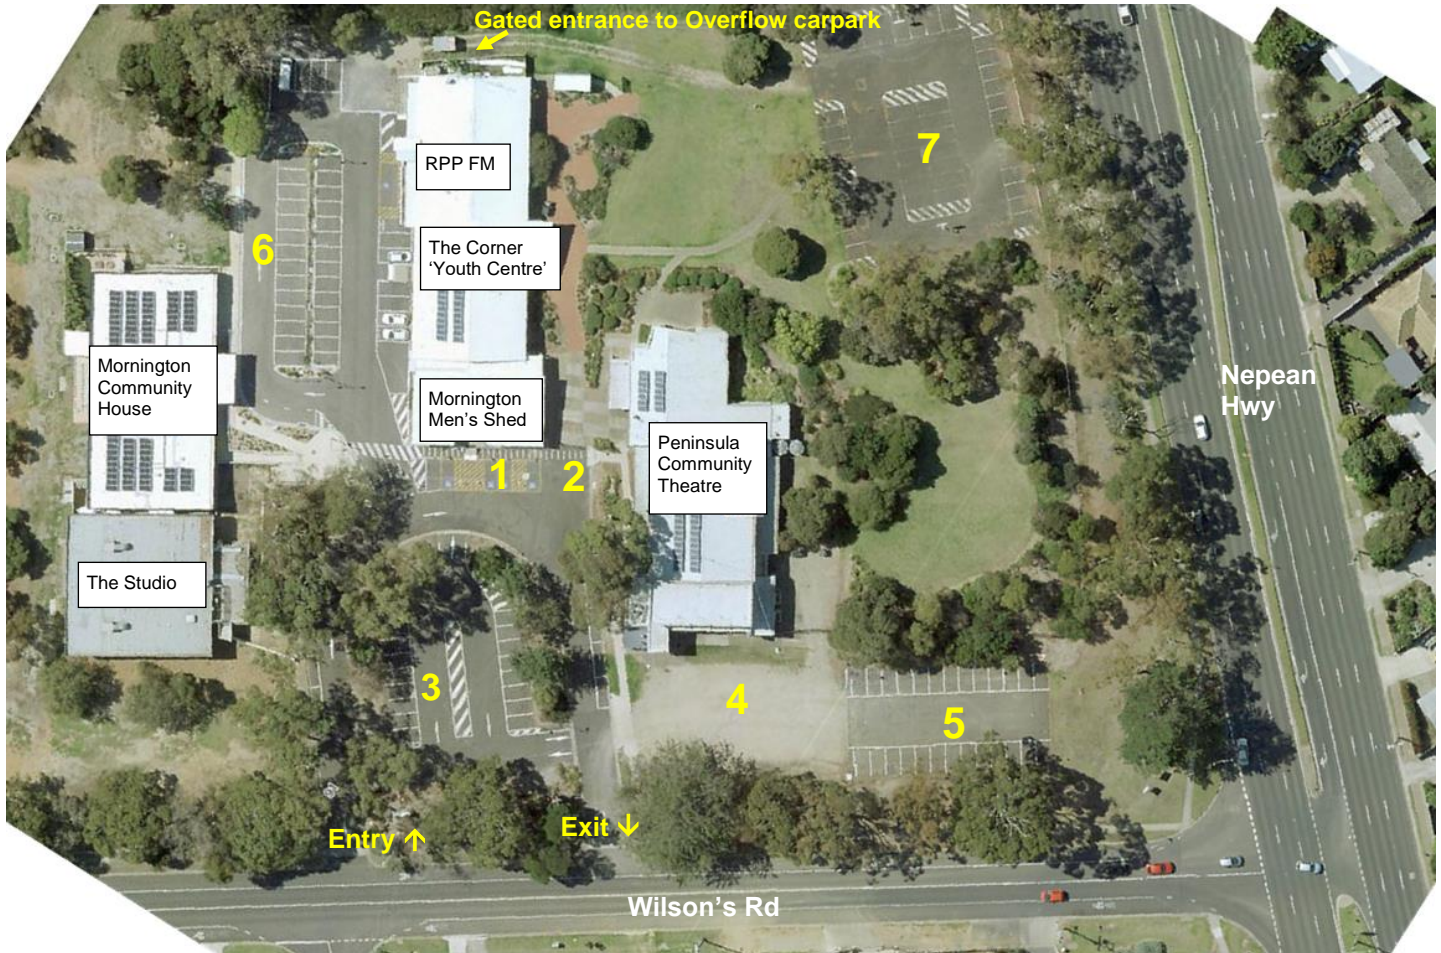 Gated entrance to Overflow carpark
7
RPP FM
The Corner
‘Youth Centre’
6
Mornington
Community
House
Mornington
Men’s Shed
Nepean
Hwy
Peninsula
Community
Theatre
1
2
The Studio
3
4
5
Entry ↑
Exit ↓
Wilson’s Rd